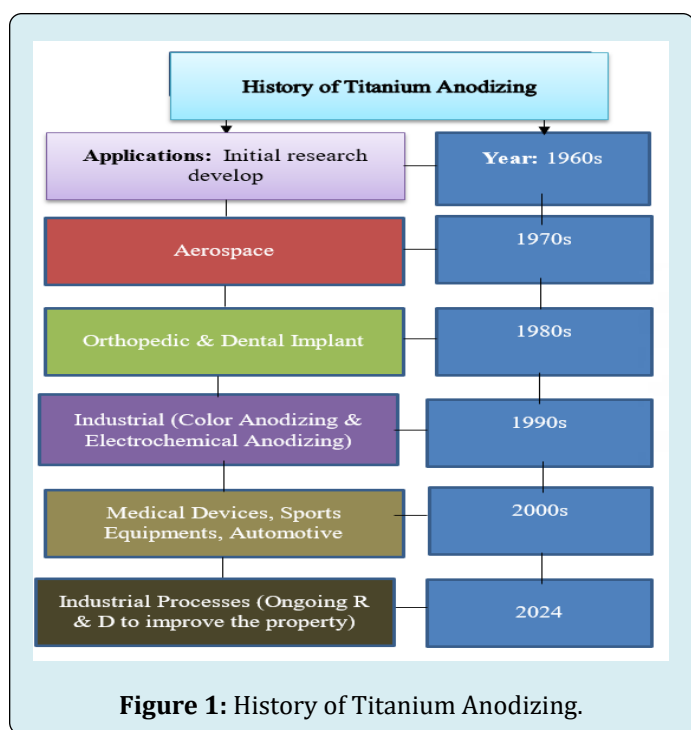 History of Titanium Anodizing
Applications: Initial research
develop
Year: 1960s
Aerospace
1970s
Orthopedic & Dental Implant
1980s
Industrial (Color Anodizing &
Electrochemical Anodizing)
1990s
Medical Devices, Sports
Equipments, Automotive
2000s
Industrial Processes (Ongoing R
& D to improve the property)
2024
Figure 1: History of Titanium Anodizing.